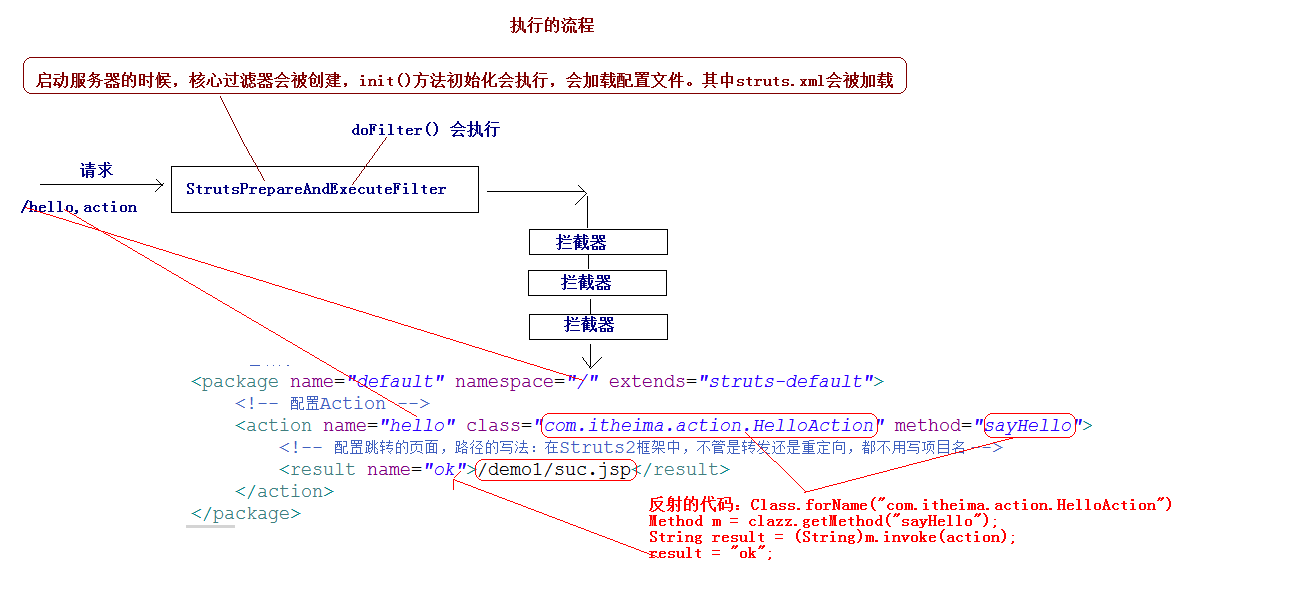 执行的流程
启动服务器的时候，核心过滤器会被创建，init()方法初始化会执行，会加载配置文件。其中struts.xml会被加载
doFilter() 会执行
请求
StrutsPrepareAndExecuteFilter
/hello,action
拦截器
拦截器
拦截器
<package name="default" namespace="/" extends="struts-default">
<!-- 配置Action -->
<action name="hello" class="com.itheima.action.HelloAction" method="sayHello">
<!-- 配置跳转的页面，路径的写法：在Struts2框架中，不管是转发还是重定向，都不用写项目名 -->
<result name="ok">/demo1/suc.jsp</result>
</action>
</package>
反射的代码：Class.forName("com.itheima.action.HelloAction")
Method m = clazz.getMethod("sayHello");
String result = (String)m.invoke(action);
result = "ok";